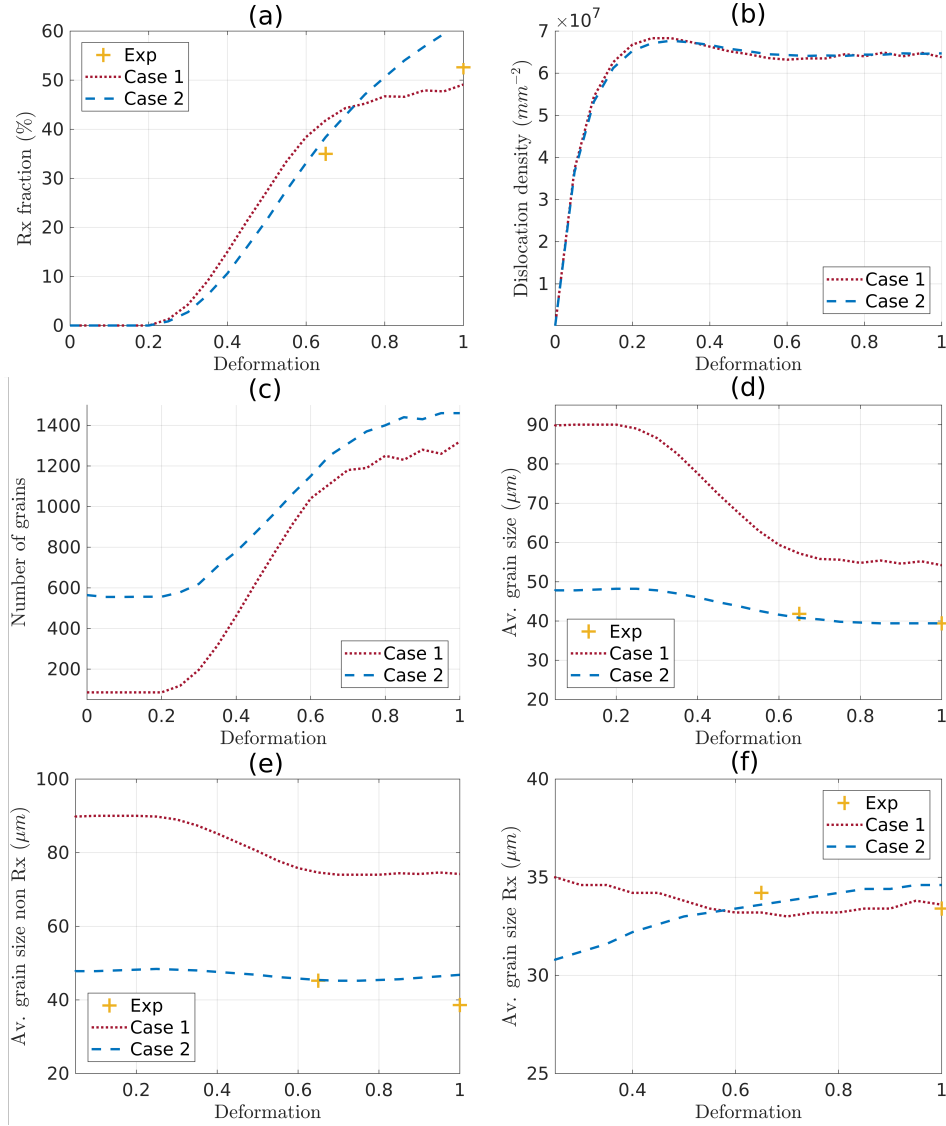 (a)
60
50
40
30
20
10
0
Rx fraction (%)
Exp
Case 1
Case 2
0 0.2 0.4 0.6 0.8 1
Deformation
(b)
×10⁷
7
6
5
4
7
2
1
Dislocation density (mm⁻²)
Case 1
Case 2
0 0.2 0.4 0.6 0.8 1
Deformation
(c)
1400
1200
1000
800
600
400
200
Number of grains
Case 1
Case 2
0 0.2 0.4 0.6 0.8 1
Deformation
(d)
90
80
70
60
50
40
30
20
Av. grain size (μm)
Exp
Case 1
Case 2
0.2 0.4 0.6 0.8 1
Deformation
(e)
100
80
60
40
20
Av. grain size non Rx (μm)
Exp
Case 1
Case 2
0.2 0.4 0.6 0.8 1
Deformation
(f)
40
35
30
25
Av. grain size Rx (μm)
Exp
Case 1
Case 2
0.4 0.6 0.8 1
Deformation